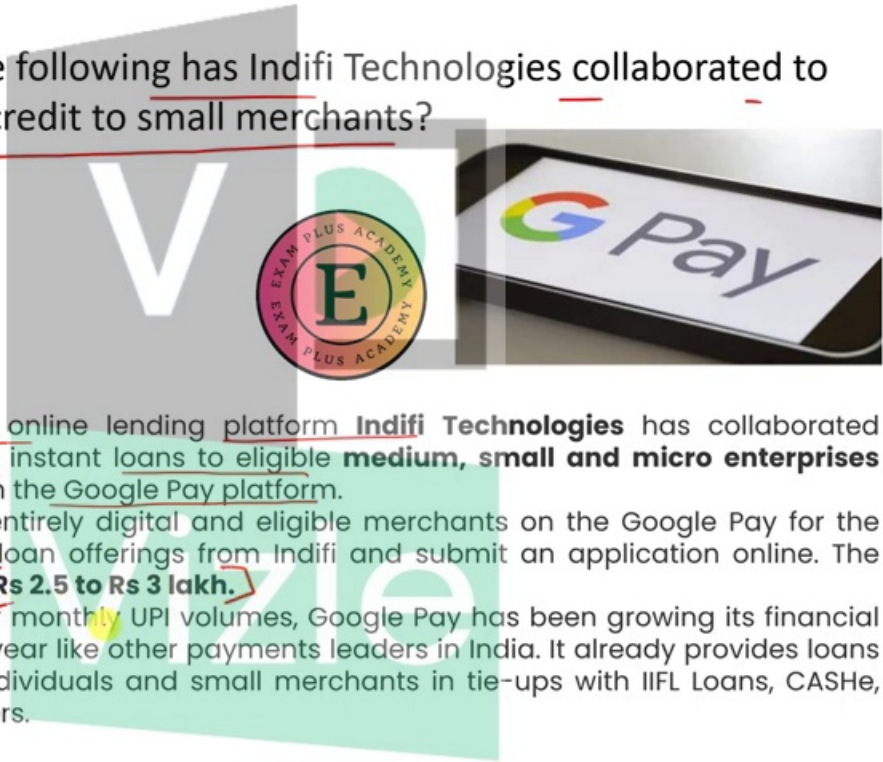 e following has Indifi Technologies collaborated to
credit to small merchants?
V
EXAM PLUS ACADEMY
E
EXAM PLUS ACADEMY
G Pay
online lending platform Indifi Technologies has collaborated
instant loans to eligible medium, small and micro enterprises
n the Google Pay platform.
entirely digital and eligible merchants on the Google Pay for the
loan offerings from Indifi and submit an application online. The
Rs 2.5 to Rs 3 lakh.
monthly UPI volumes, Google Pay has been growing its financial
year like other payments leaders in India. It already provides loans
dividuals and small merchants in tie-ups with IIFL Loans, CASHe,
rs.
Vizle